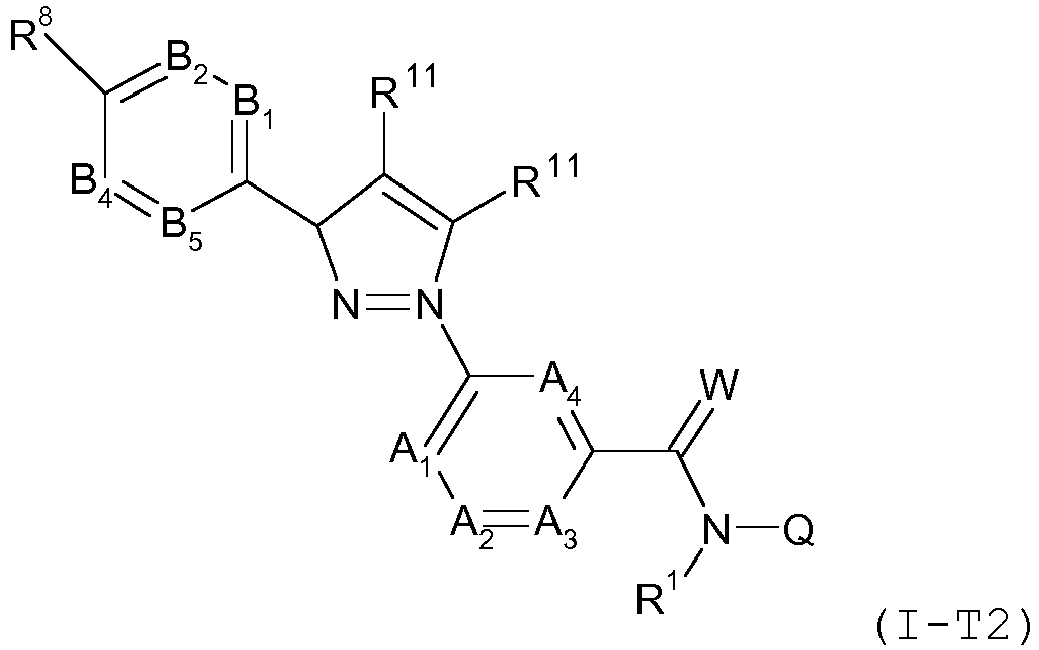 R⁸
B₂
B₁
R¹¹
B₄
R¹¹
B₅
N=N
A₄
W
A₁
A₂=A₃
N—Q
R¹
(I-T2)